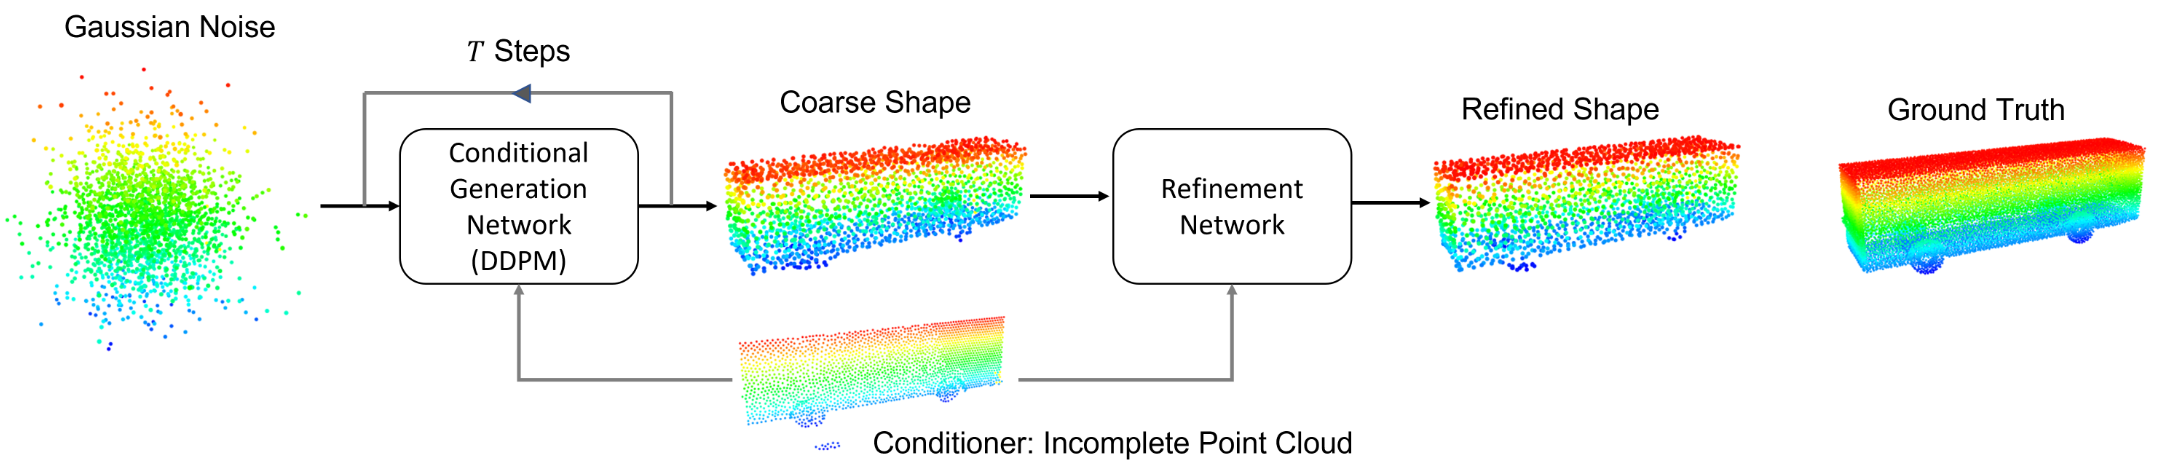 Gaussian Noise
T Steps
Conditional
Generation
Network
(DDPM)
Coarse Shape
Refinement
Network
Refined Shape
Ground Truth
Conditioner: Incomplete Point Cloud